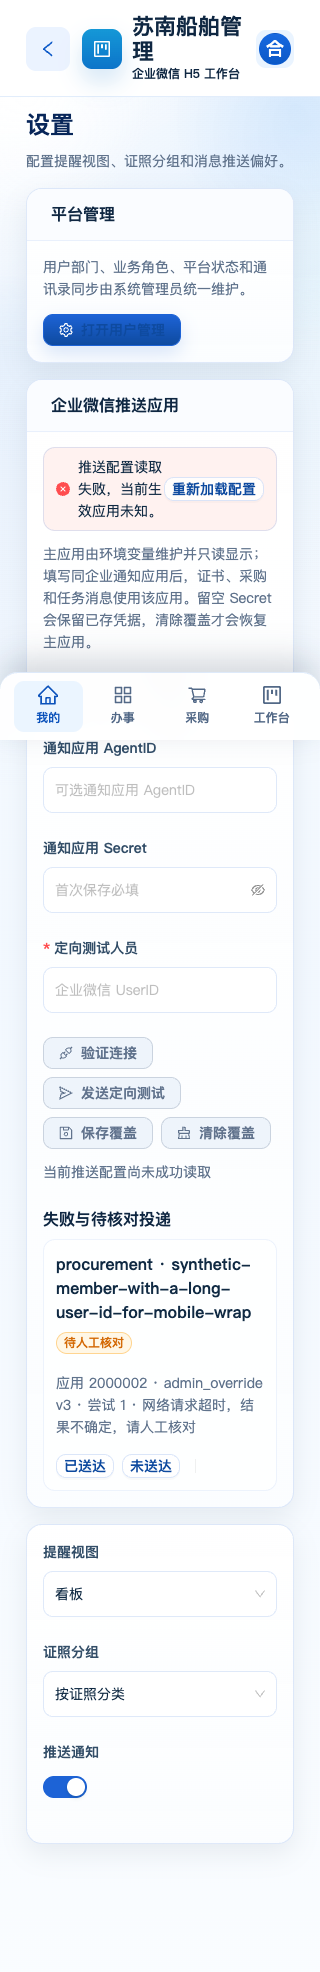 苏南船舶管
理
企业微信 H5 工作台
合
设置
配置提醒视图、证照分组和消息推送偏好。
平台管理
用户部门、业务角色、平台状态和通
讯录同步由系统管理员统一维护。
打开用户管理
企业微信推送应用
推送配置读取
失败，当前生
效应用未知。
重新加载配置
主应用由环境变量维护并只读显示；
填写同企业通知应用后，证书、采购
和任务消息使用该应用。留空 Secret
会保留已存凭据，清除覆盖才会恢复
主应用。
我的
办事
采购
工作台
通知应用 AgentID
可选通知应用 AgentID
通知应用 Secret
首次保存必填
* 定向测试人员
企业微信 UserID
验证连接
发送定向测试
保存覆盖
清除覆盖
当前推送配置尚未成功读取
失败与待核对投递
procurement · synthetic-
member-with-a-long-
user-id-for-mobile-wrap
待人工核对
应用 2000002 · admin_override
v3 · 尝试 1 · 网络请求超时，结
果不确定，请人工核对
已送达
未送达
提醒视图
看板
证照分组
按证照分类
推送通知